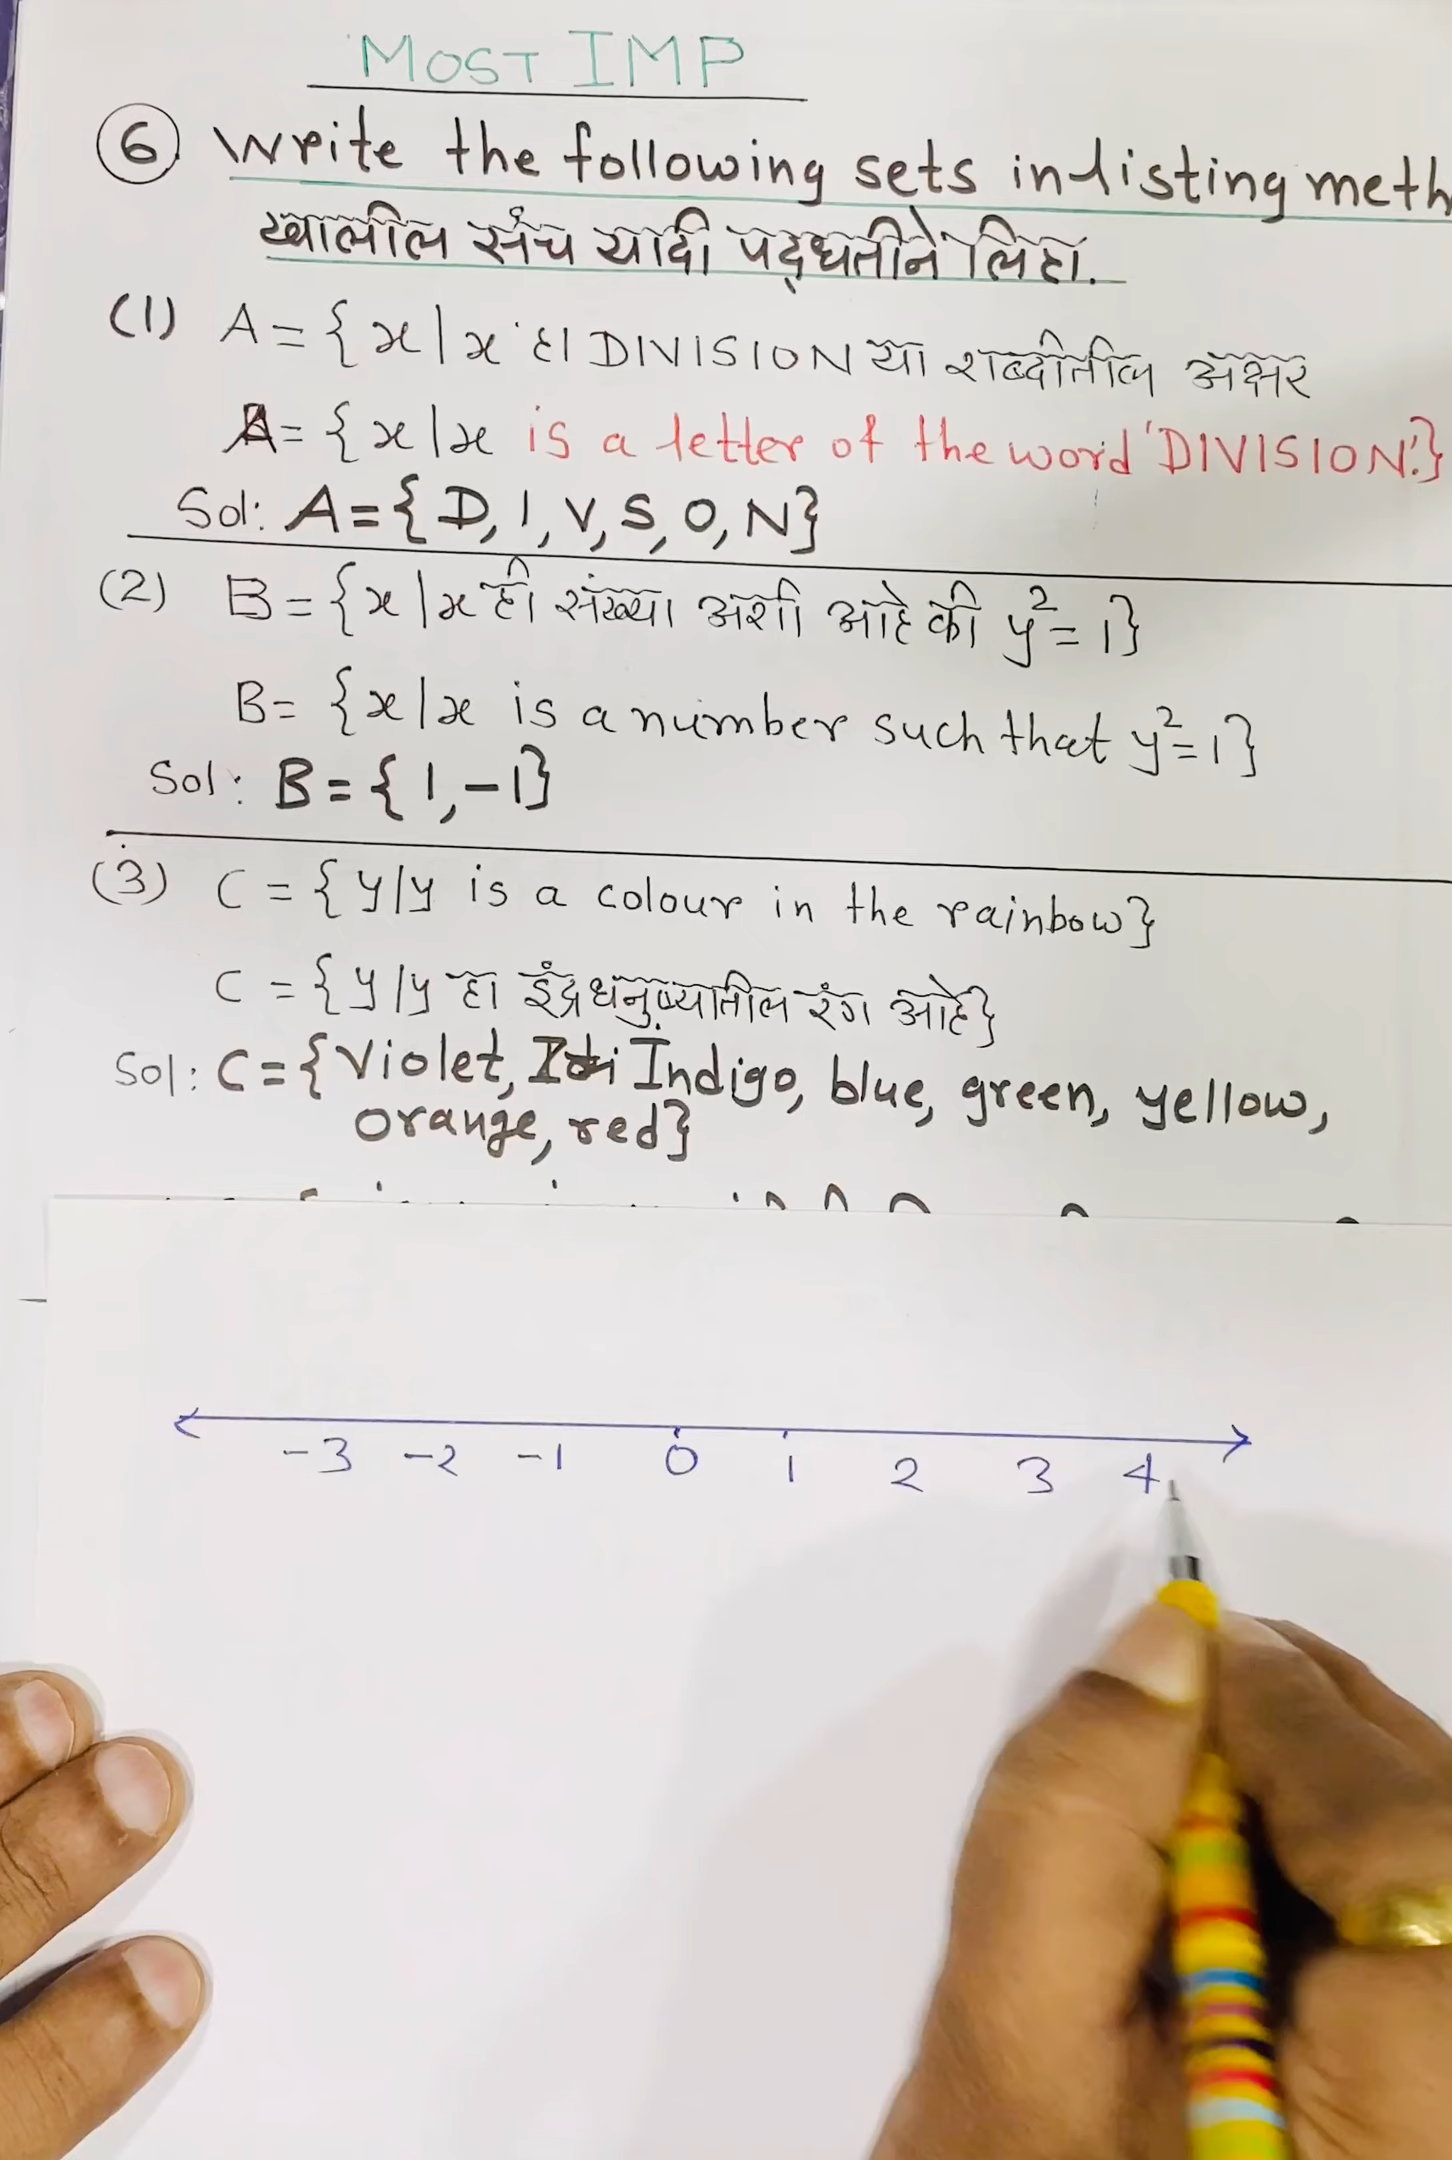 MOST IMP
6. Write the following sets in listing meth
खालील संच यादी पद्धतीने लिहा.
(1) A = {x | x हा DIVISION या शब्दातील अक्षर
A = {x | x is a letter of the word 'DIVISION'.}
Sol: A = {D, I, V, S, O, N}
(2) B = {x | x ही संख्या अशी आहे की y² = 1}
B = {x | x is a number such that y² = 1}
Sol: B = {1, -1}
(3) C = {y/y is a colour in the rainbow}
C = {y/y हा इंद्रधनुष्यातील रंग आहे}
Sol: C = {Violet, Indigo, blue, green, yellow,
orange, red}
-3 -2 -1 0 1 2 3 4